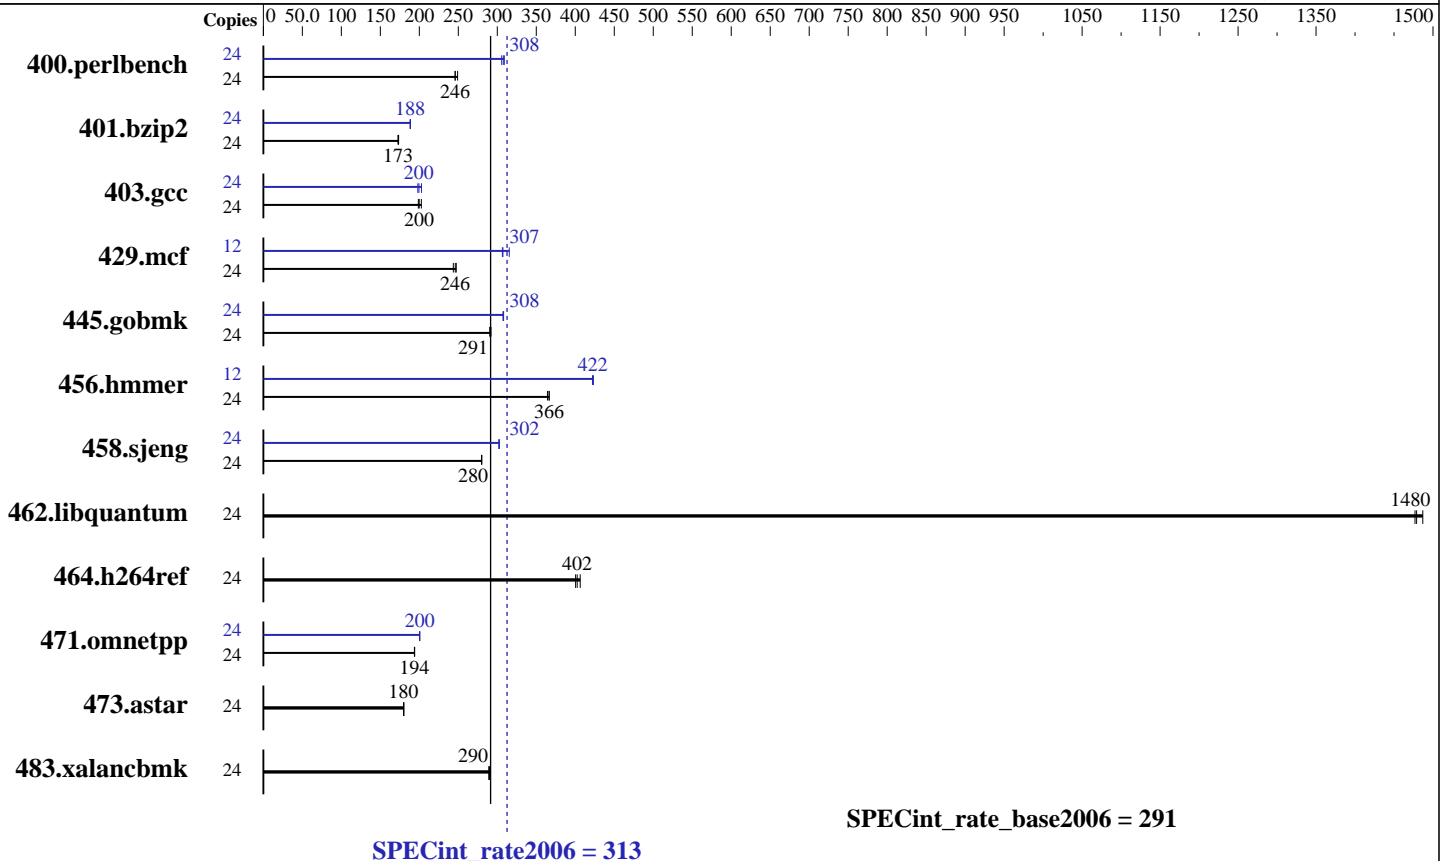 Copies 0 50.0 100 150 200 250 300 350 400 450 500 550 600 650 700 750 800 850 900 950 1050 1150 1250 1350 1500
400.perlbench 24 308
24 246
401.bzip2 24 188
24 173
403.gcc 24 200
24 200
429.mcf 12 307
24 246
445.gobmk 24 308
24 291
456.hmmer 12 422
24 366
458.sjeng 24 302
24 280
462.libquantum 24 1480
464.h264ref 24 402
471.omnetpp 24 200
24 194
473.astar 24 180
483.xalancbmk 24 290
SPECint_rate_base2006 = 291
SPECint_rate2006 = 313